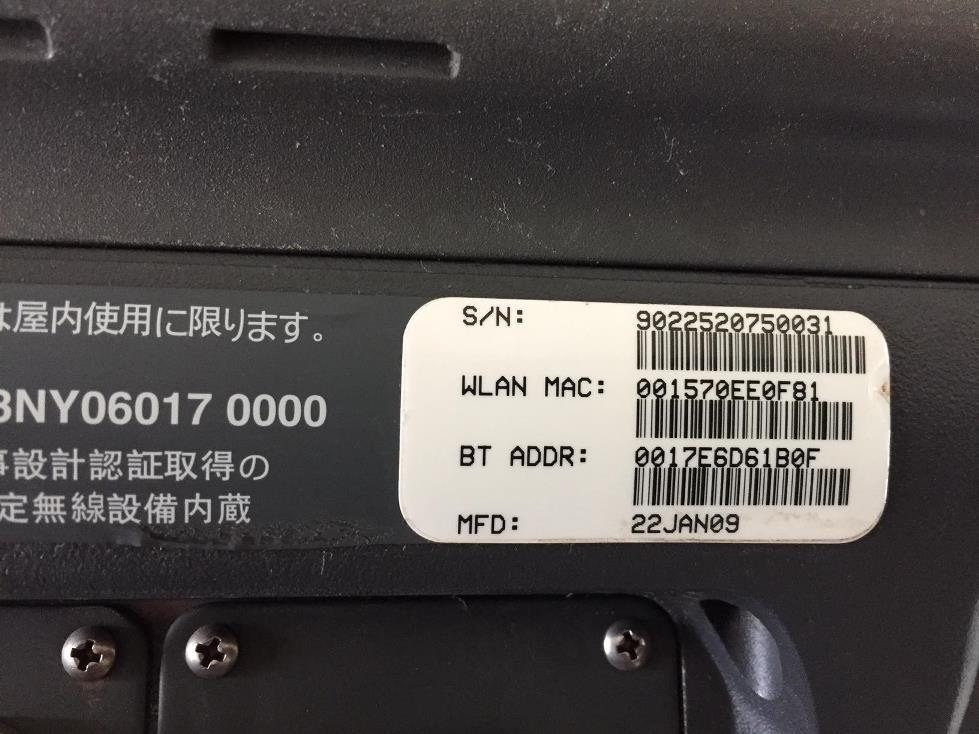 は屋内使用に限ります。
3NY06017 0000
事設計認証取得の
定無線設備内蔵
S/N: 9022520750031
WLAN MAC: 001570EE0F81
BT ADDR: 0017E6D61B0F
MFD: 22JAN09